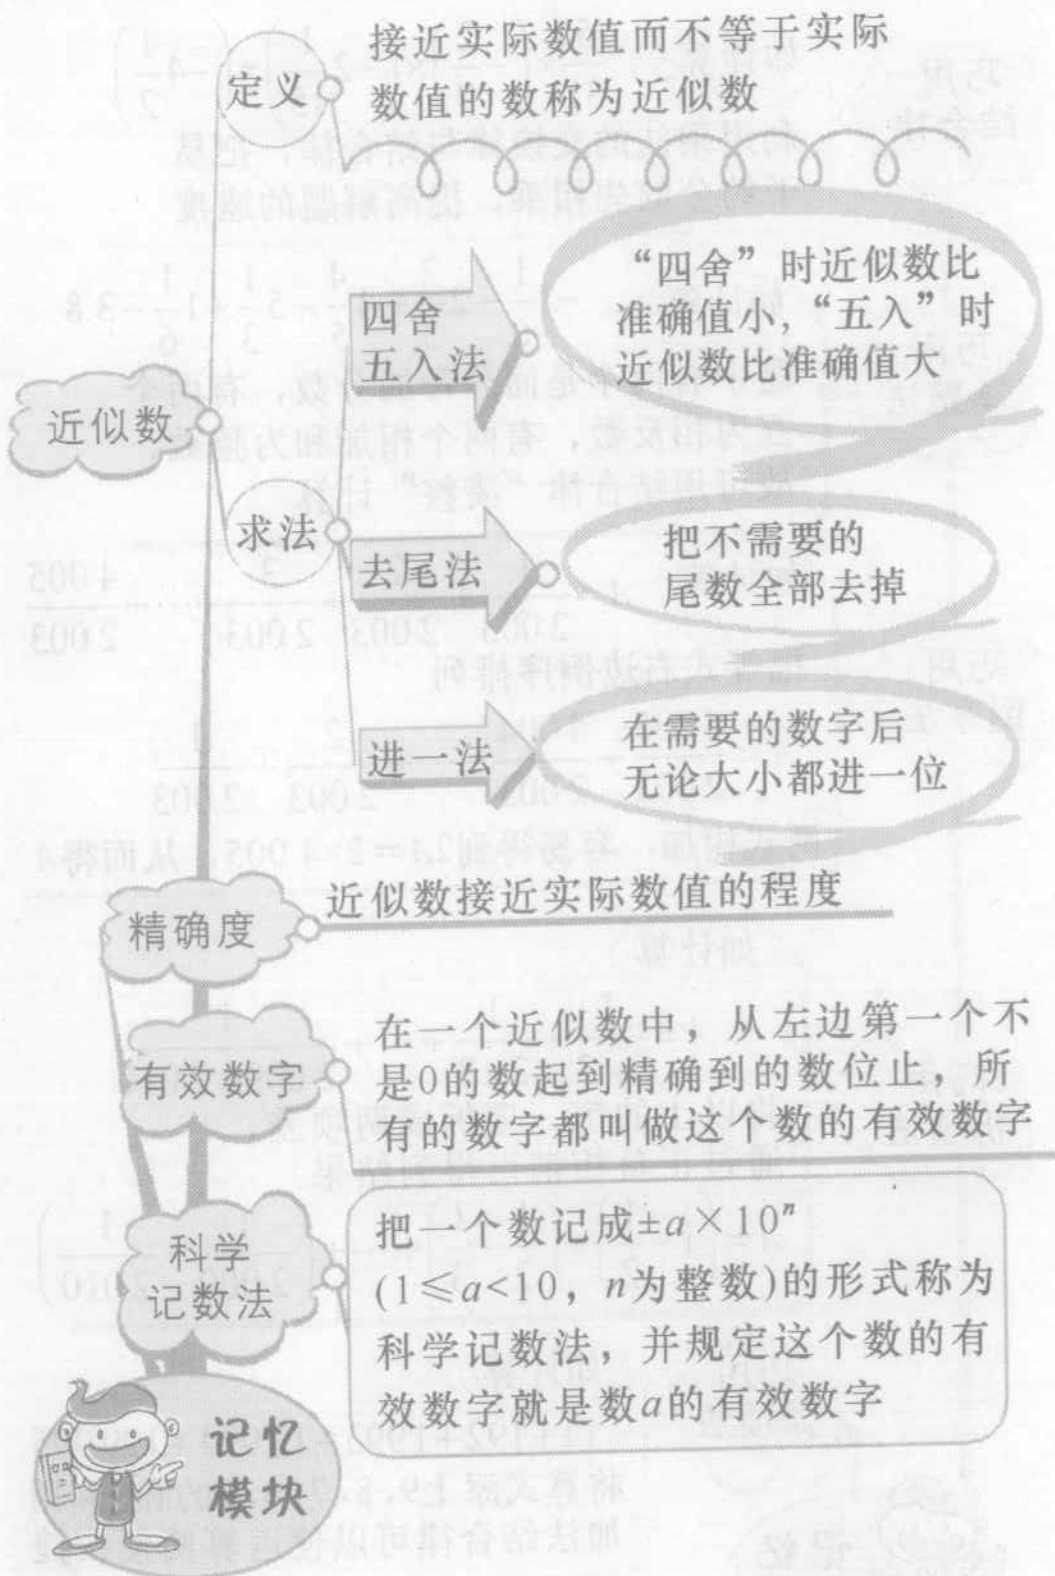 定义
接近实际数值而不等于实际
数值的数称为近似数
四舍
五入法
“四舍”时近似数比
准确值小,“五入”时
近似数比准确值大
近似数
求法
去尾法
把不需要的
尾数全部去掉
进一法
在需要的数字后
无论大小都进一位
精确度
近似数接近实际数值的程度
有效数字
在一个近似数中，从左边第一个不
是0的数起到精确到的数位止，所
有的数字都叫做这个数的有效数字
科学
记数法
把一个数记成±a×10ⁿ
(1≤a<10，n为整数)的形式称为
科学记数法，并规定这个数的有
效数字就是数a的有效数字
记忆
模块